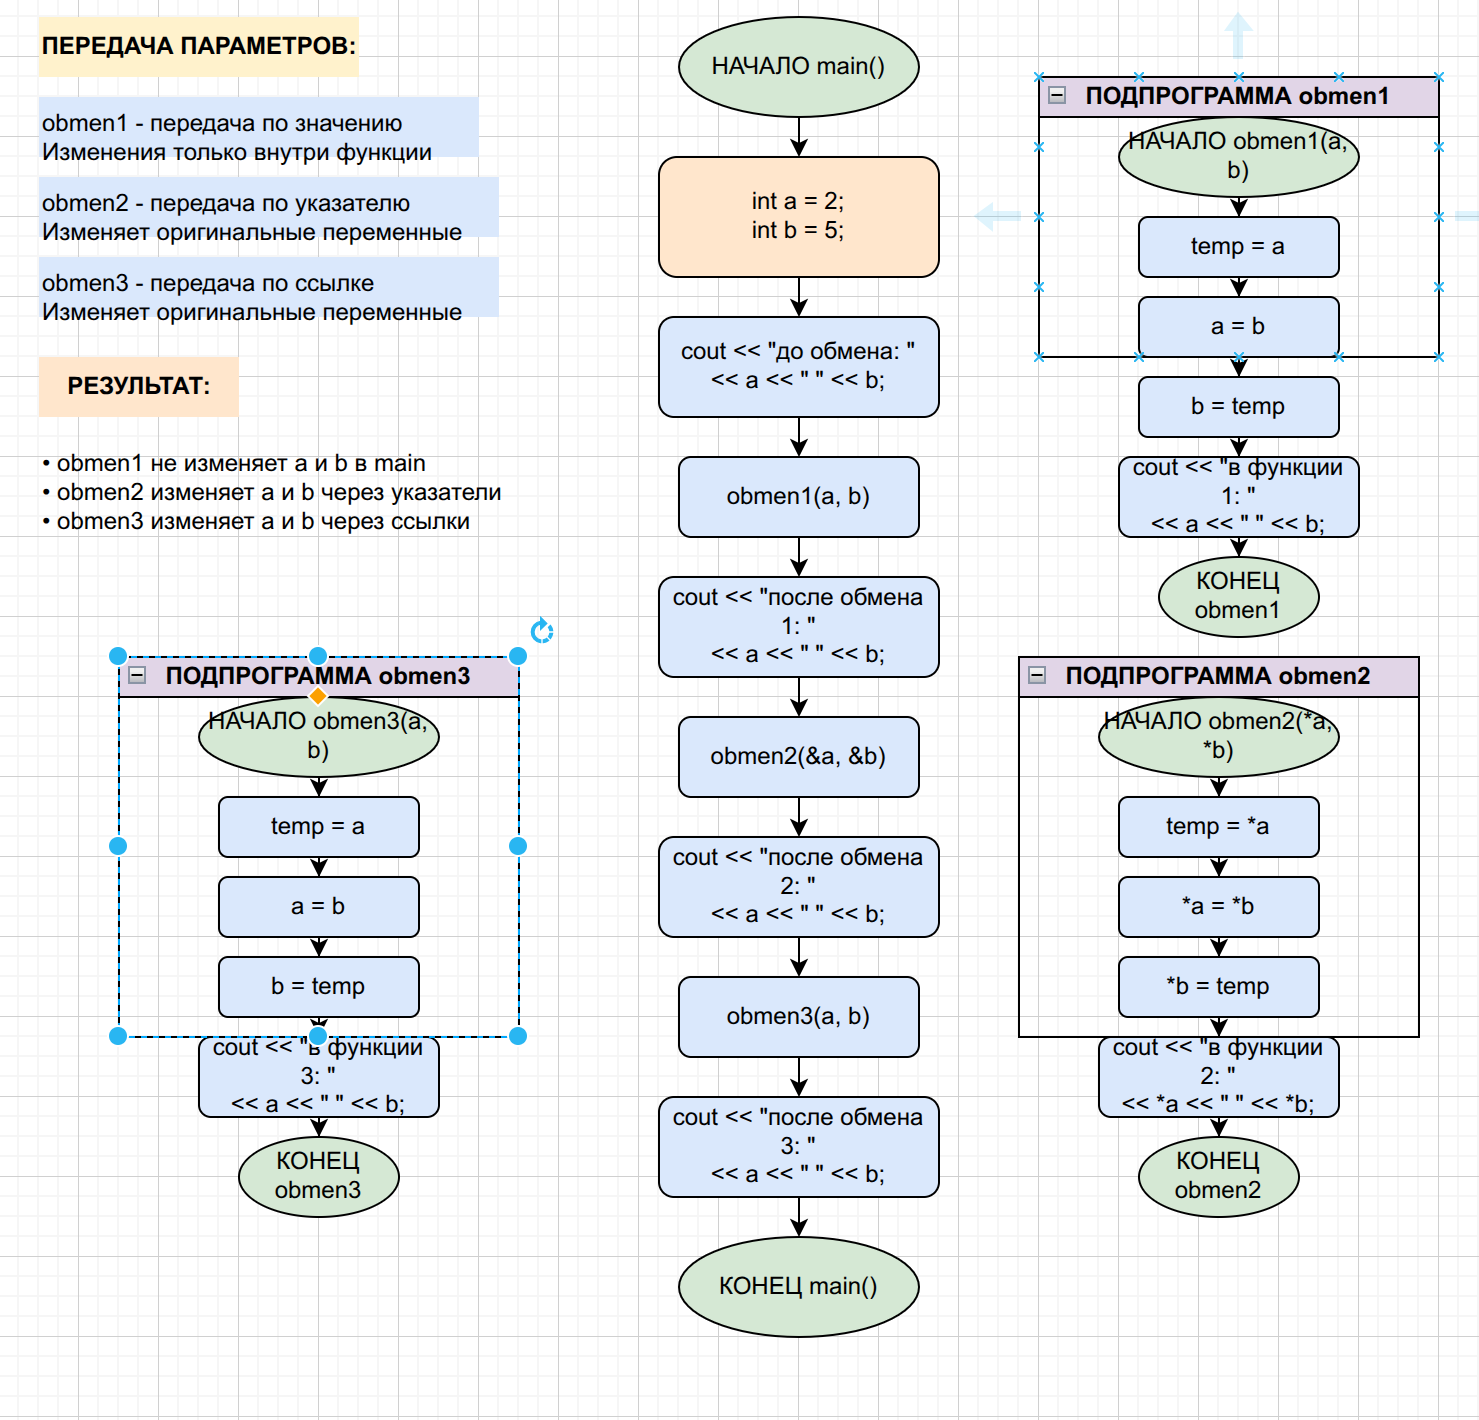 ПЕРЕДАЧА ПАРАМЕТРОВ:
obmen1 - передача по значению
Изменения только внутри функции
obmen2 - передача по указателю
Изменяет оригинальные переменные
obmen3 - передача по ссылке
Изменяет оригинальные переменные
РЕЗУЛЬТАТ:
• obmen1 не изменяет a и b в main
• obmen2 изменяет a и b через указатели
• obmen3 изменяет a и b через ссылки
НАЧАЛО main()
int a = 2;
int b = 5;
cout << "до обмена: "
<< a << " " << b;
obmen1(a, b)
cout << "после обмена
1: "
<< a << " " << b;
obmen2(&a, &b)
cout << "после обмена
2: "
<< a << " " << b;
obmen3(a, b)
cout << "после обмена
3: "
<< a << " " << b;
КОНЕЦ main()
ПОДПРОГРАММА obmen1
НАЧАЛО obmen1(a,
b)
temp = a
a = b
b = temp
cout << "в функции
1: "
<< a << " " << b;
КОНЕЦ
obmen1
ПОДПРОГРАММА obmen2
НАЧАЛО obmen2(*a,
*b)
temp = *a
*a = *b
*b = temp
cout << "в функции
2: "
<< *a << " " << *b;
КОНЕЦ
obmen2
ПОДПРОГРАММА obmen3
НАЧАЛО obmen3(a,
b)
temp = a
a = b
b = temp
cout << "в функции
3: "
<< a << " " << b;
КОНЕЦ
obmen3